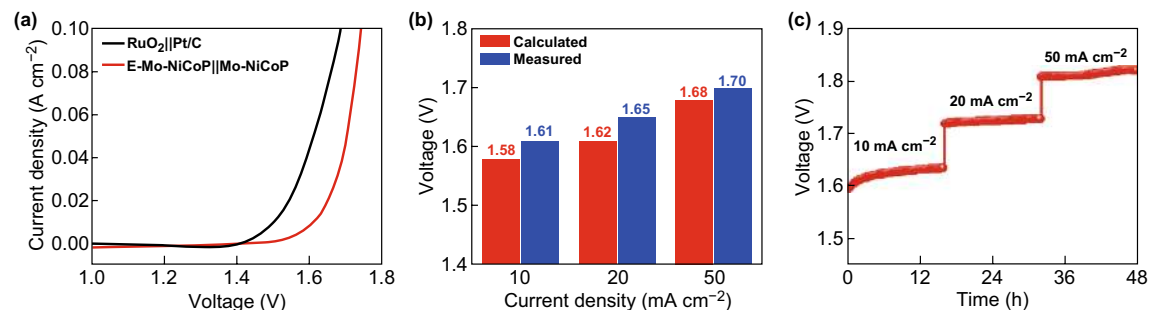 (a)
0.10
0.08
0.06
0.04
0.02
0.00
Current density (A cm⁻²)
RuO₂||Pt/C
E-Mo-NiCoP||Mo-NiCoP
1.0 1.2 1.4 1.6 1.8
Voltage (V)
(b)
1.8
1.7
1.6
1.5
1.4
Voltage (V)
Calculated
Measured
1.58
1.61
1.62
1.65
1.68
1.70
10 20 50
Current density (mA cm⁻²)
(c)
1.9
1.8
1.7
1.6
1.5
Voltage (V)
10 mA cm⁻²
20 mA cm⁻²
50 mA cm⁻²
0 12 24 36 48
Time (h)